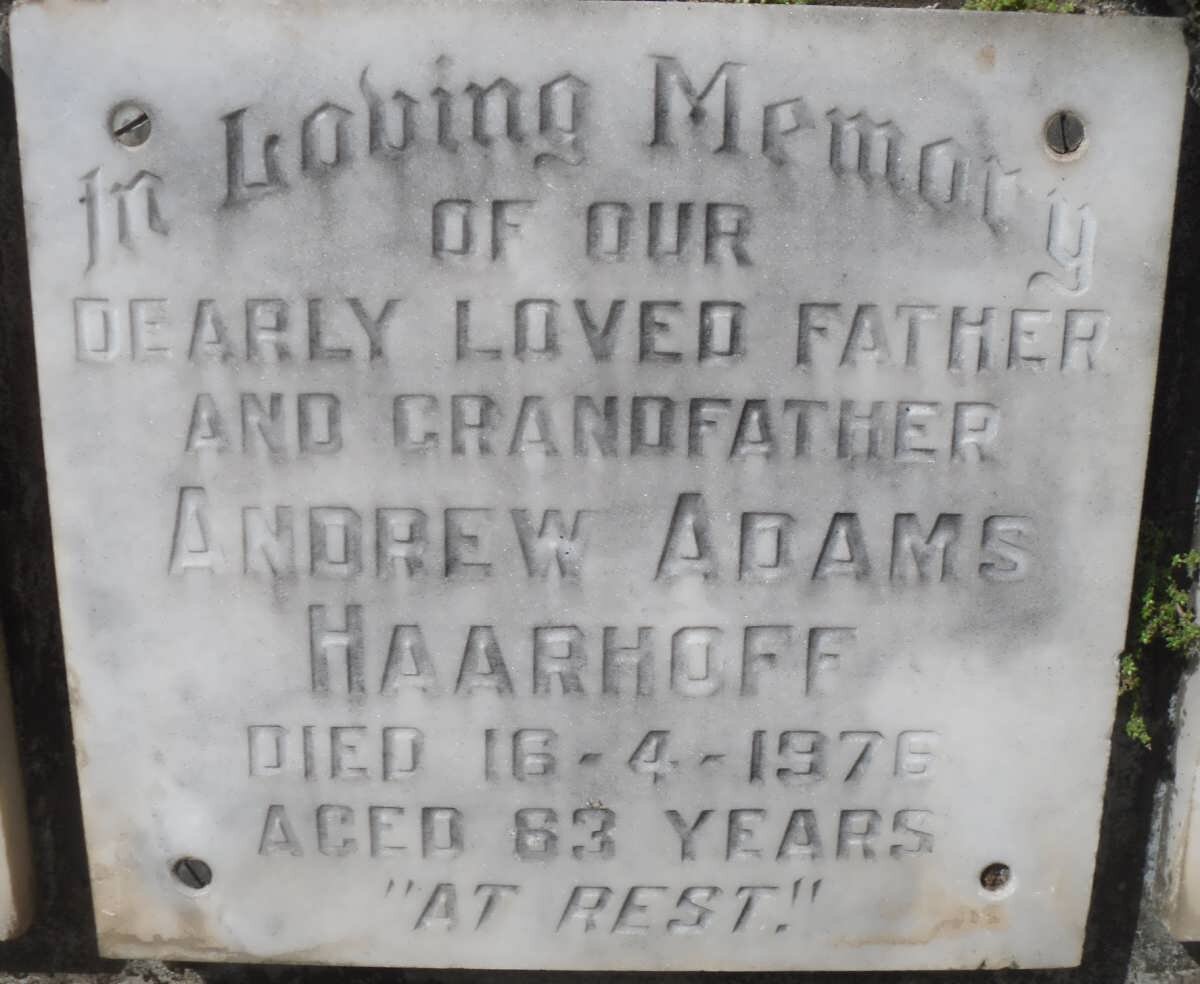 In Loving Memory
OF OUR
DEARLY LOVED FATHER
AND GRANDFATHER
ANDREW ADAMS
HAARHOFF
DIED 16-4-1976
AGED 63 YEARS
"AT REST."